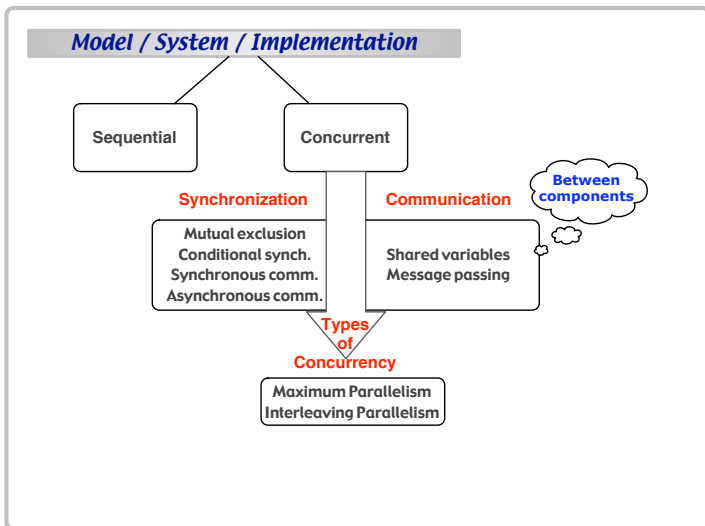 Model / System / Implementation
Sequential
Concurrent
Synchronization
Communication
Between
components
Mutual exclusion
Conditional synch.
Synchronous comm.
Asynchronous comm.
Shared variables
Message passing
Types
of
Concurrency
Maximum Parallelism
Interleaving Parallelism